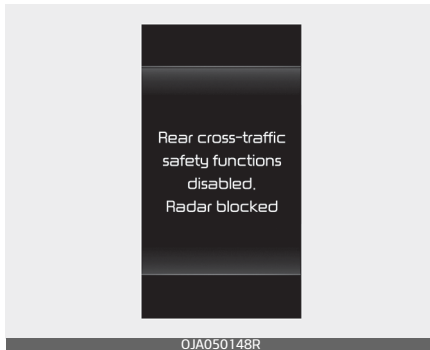 Rear cross-traffic
safety functions
disabled.
Radar blocked
OJA050148R